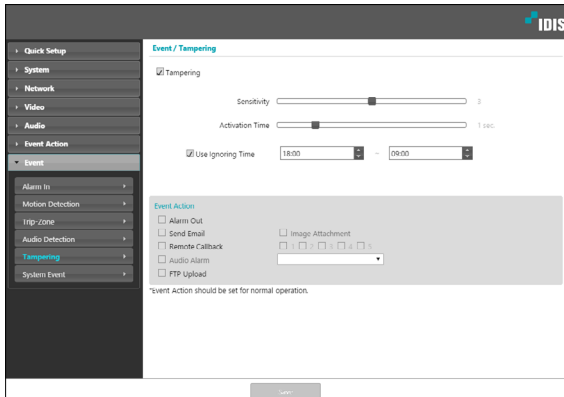 IDIS
Quick Setup
System
Network
Video
Audio
Event Action
Event
Alarm In
Motion Detection
Trip-Zone
Audio Detection
Tampering
System Event
Event / Tampering
Tampering
Sensitivity 3
Activation Time 1 sec.
Use Ignoring Time 18:00 ~ 09:00
Event Action
Alarm Out
Send Email Image Attachment
Remote Callback 1 2 3 4 5
Audio Alarm
FTP Upload
*Event Action should be set for normal operation.
Save